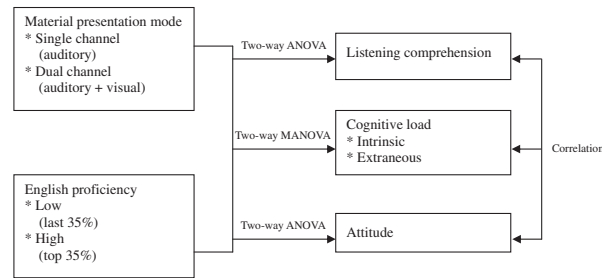 Material presentation mode
* Single channel
(auditory)
* Dual channel
(auditory + visual)
English proficiency
* Low
(last 35%)
* High
(top 35%)
Two-way ANOVA
Two-way MANOVA
Two-way ANOVA
Listening comprehension
Cognitive load
* Intrinsic
* Extraneous
Attitude
Correlation